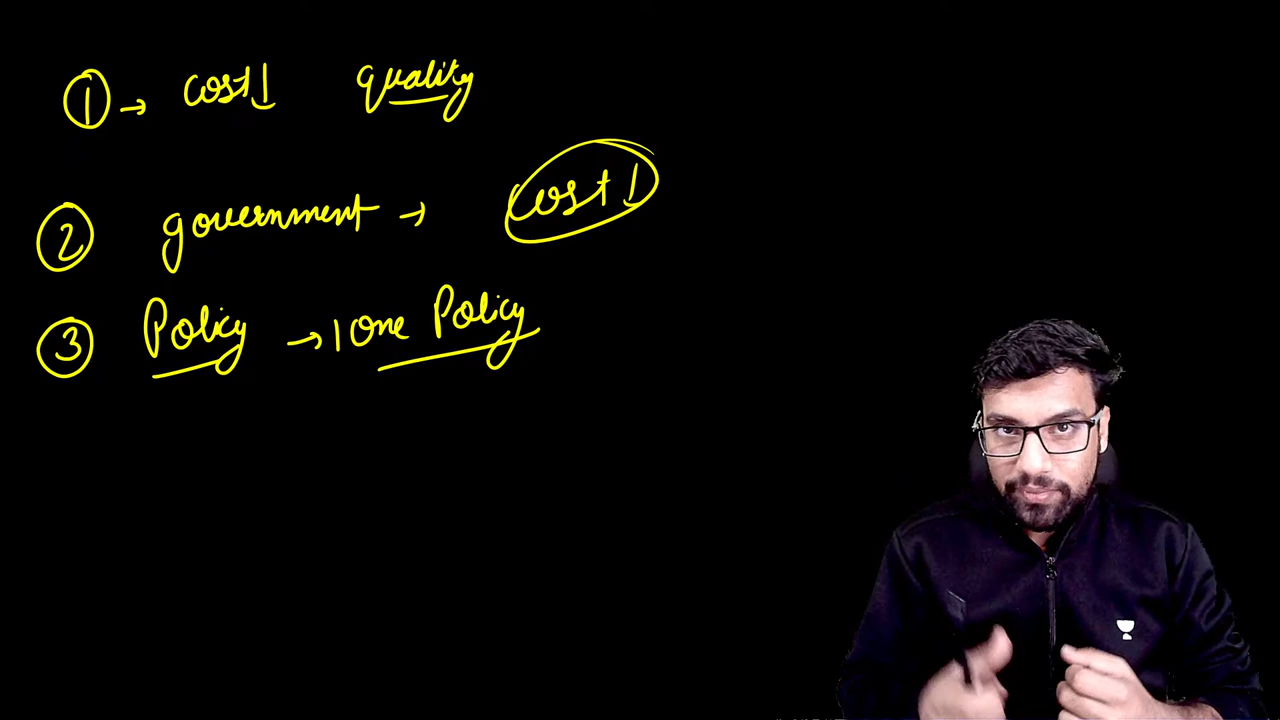 ① → cost↓ quality
② government → cost↓
③ Policy → 1 One Policy